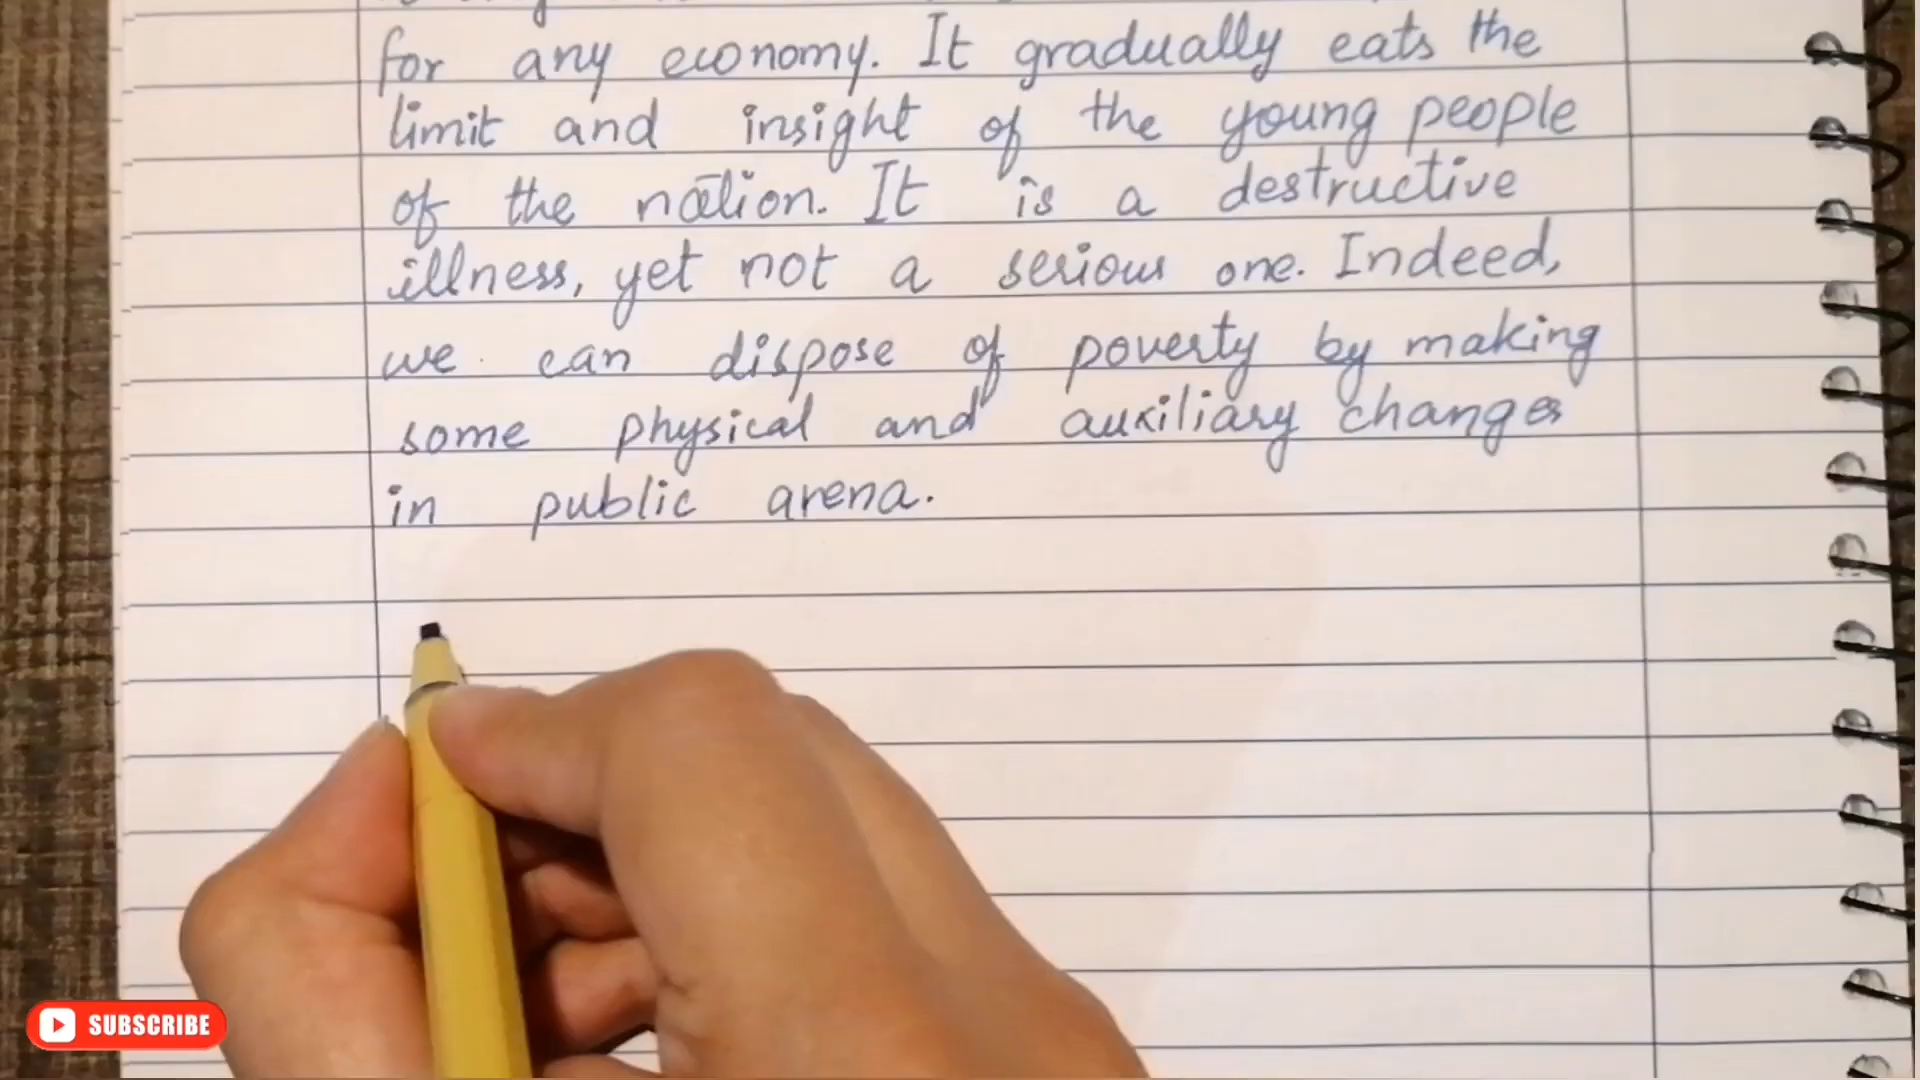 for any economy. It gradually eats the
limit and insight of the young people
of the nation. It is a destructive
illness, yet not a serious one. Indeed,
we can dispose of poverty by making
some physical and auxiliary changes
in public arena.
SUBSCRIBE